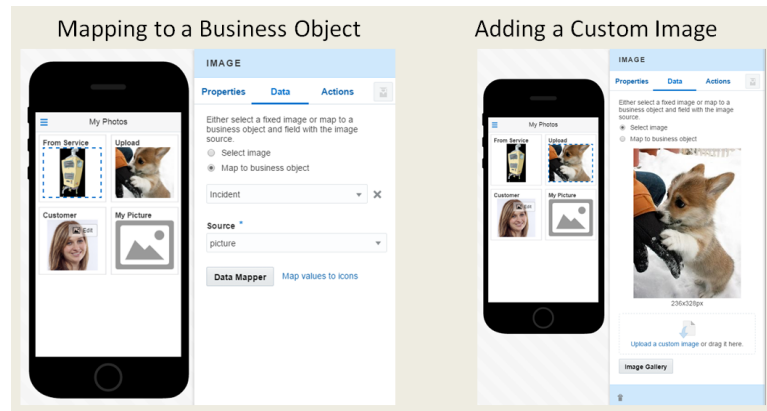 Mapping to a Business Object
IMAGE
Properties Data Actions
Either select a fixed image or map to a
business object and field with the image
source.
Select image
Map to business object
Incident
Source *
picture
Data Mapper Map values to icons
My Photos
From Service Upload
Customer My Picture
Edit
Adding a Custom Image
IMAGE
Properties Data Actions
Either select a fixed image or map to a
business object and field with the image
source.
Select image
Map to business object
236x328px
Upload a custom image or drag it here.
Image Gallery
My Photos
From Service Upload
Customer My Picture
Edit